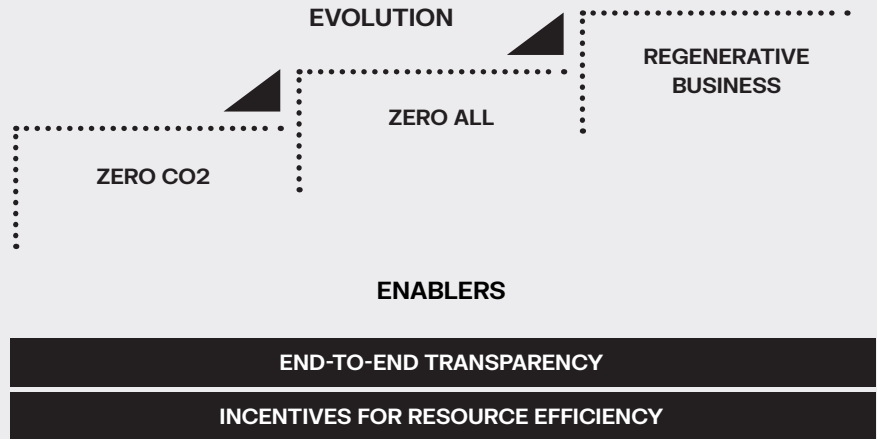 EVOLUTION
REGENERATIVE
BUSINESS
ZERO ALL
ZERO CO2
ENABLERS
END-TO-END TRANSPARENCY
INCENTIVES FOR RESOURCE EFFICIENCY